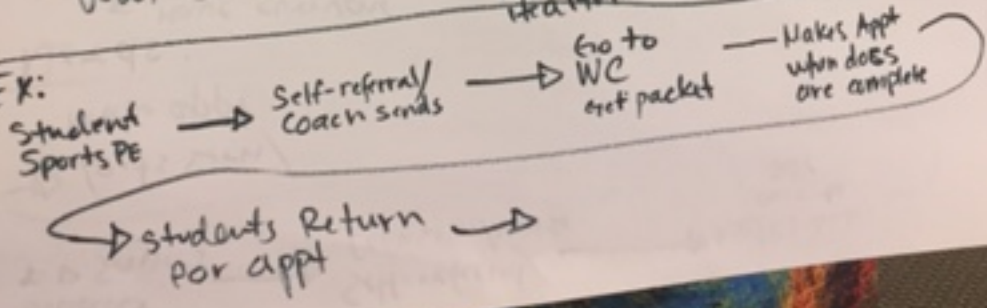 Ex:
Student
Sports PE
Self-referral/
Coach sends
Go to
WC
Get packet
Makes Appt
when docs
are complete
students Return
for appt